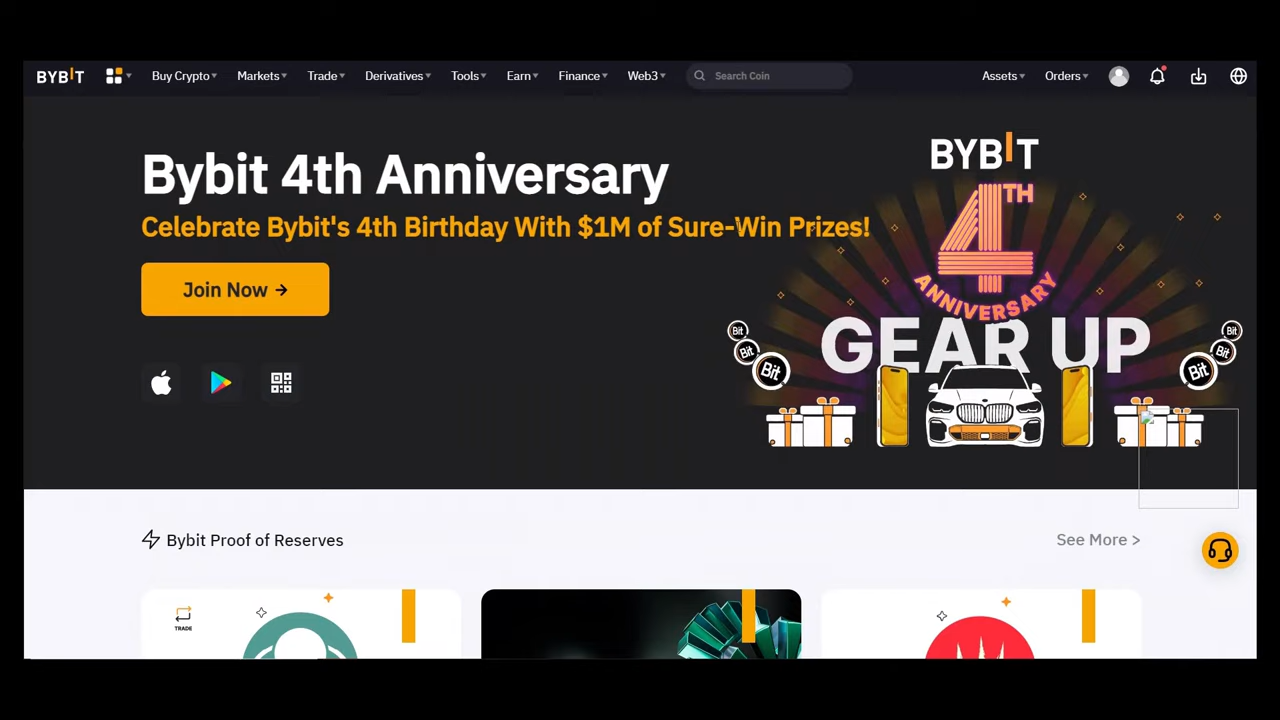 BYBIT
Buy Crypto
Markets
Trade
Derivatives
Tools
Earn
Finance
Web3
Search Coin
Assets
Orders
Bybit 4th Anniversary
Celebrate Bybit's 4th Birthday With $1M of Sure-Win Prizes!
Join Now →
BYBIT
4TH
ANNIVERSARY
GEAR UP
Bit
Bit
Bit
Bit
Bit
Bit
Bybit Proof of Reserves
See More >
TRADE